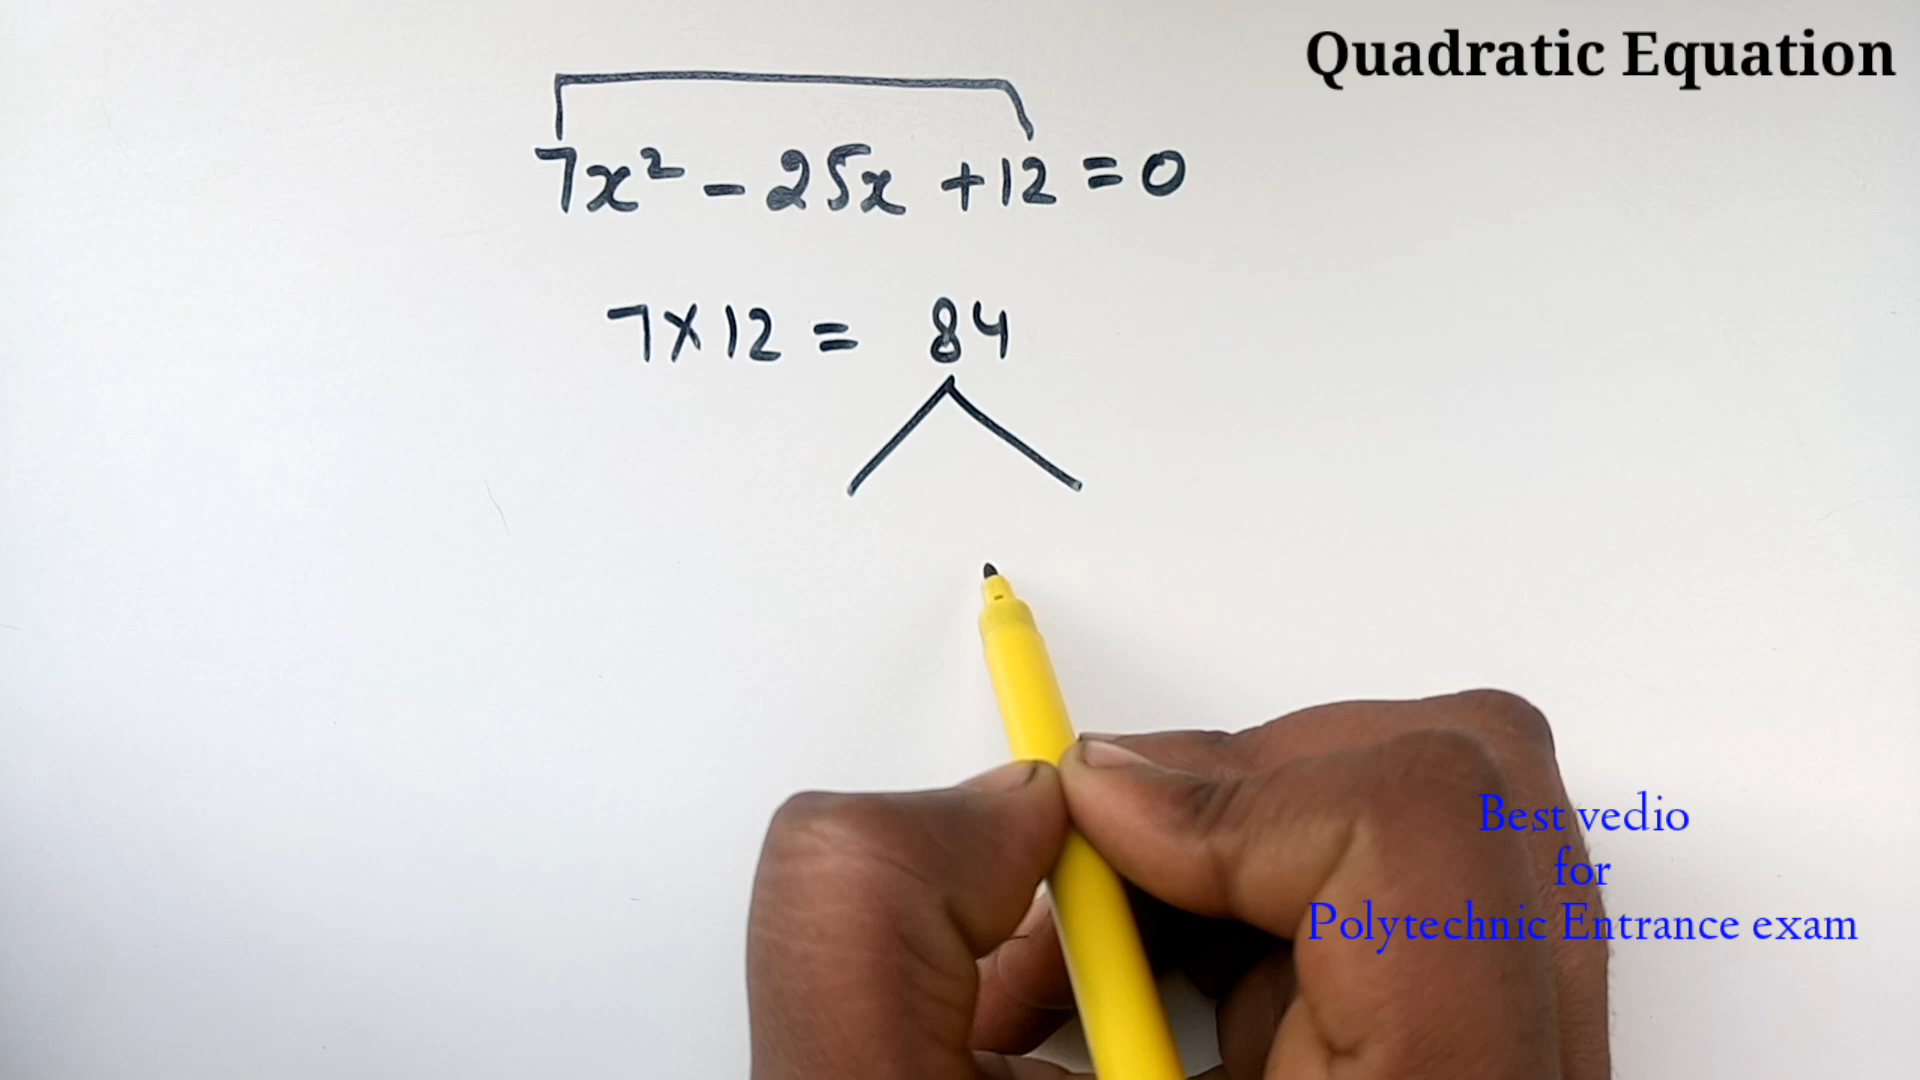 Quadratic Equation
7x² - 25x + 12 = 0
7×12 = 84
Best vedio
for
Polytechnic Entrance exam